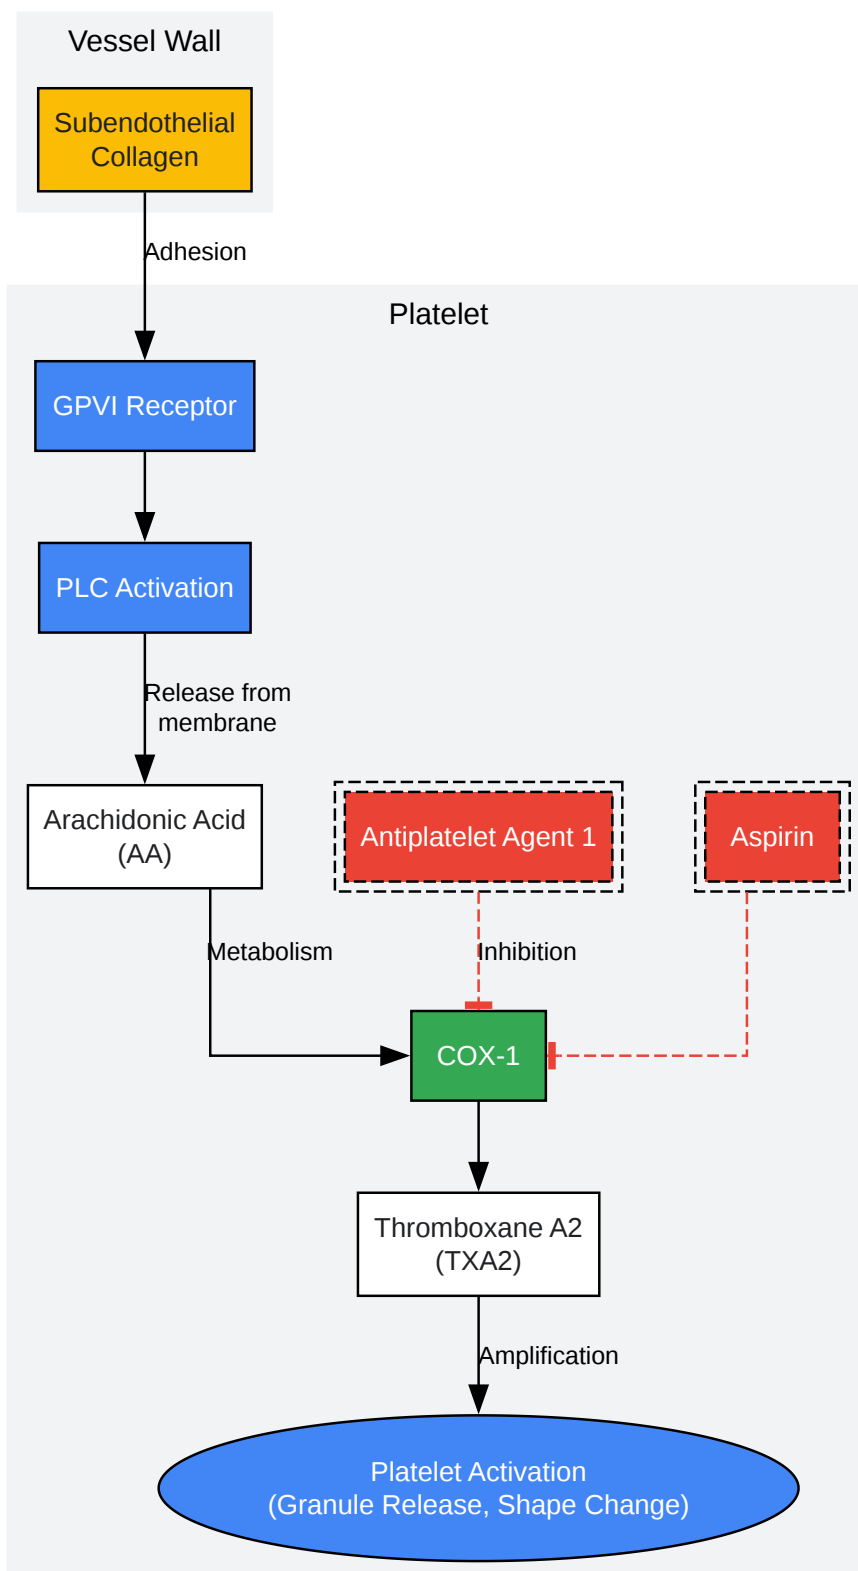 Vessel Wall
Subendothelial
Collagen
Adhesion
Platelet
GPVI Receptor
PLC Activation
Release from
membrane
Arachidonic Acid
(AA)
Antiplatelet Agent 1
Aspirin
Metabolism
Inhibition
COX-1
Thromboxane A2
(TXA2)
Amplification
Platelet Activation
(Granule Release, Shape Change)